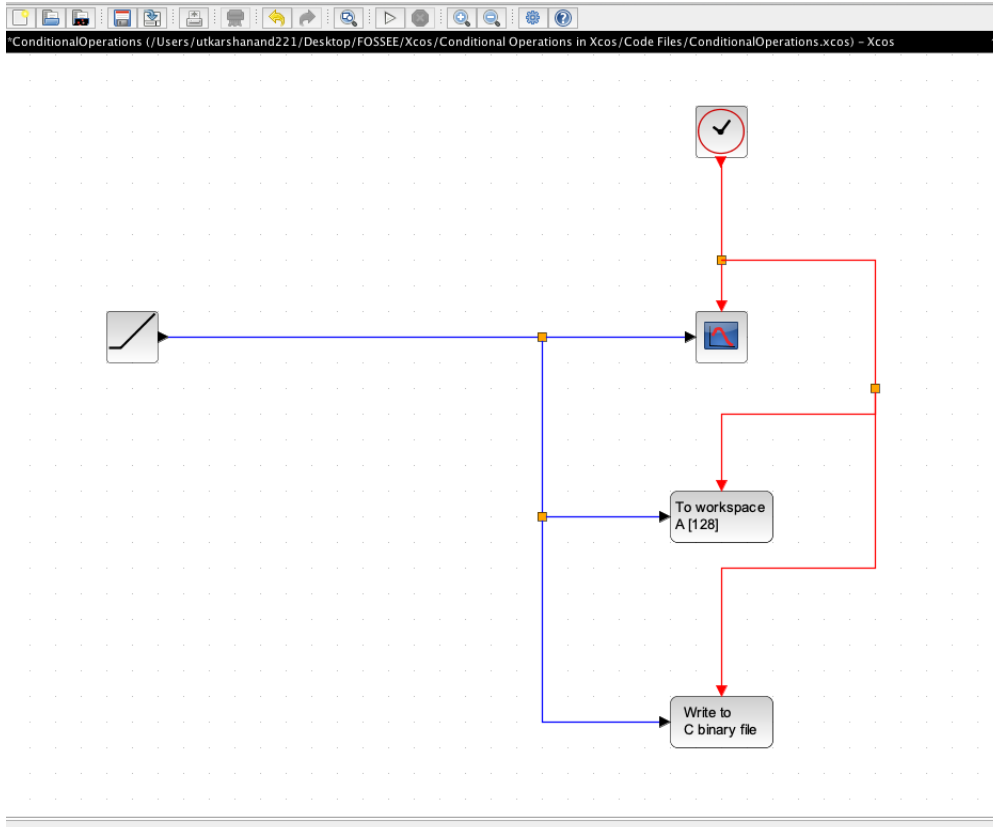 *ConditionalOperations (/Users/utkarshanand221/Desktop/FOSSEE/Xcos/Conditional Operations in Xcos/Code Files/ConditionalOperations.xcos) – Xcos
To workspace
A [128]
Write to
C binary file